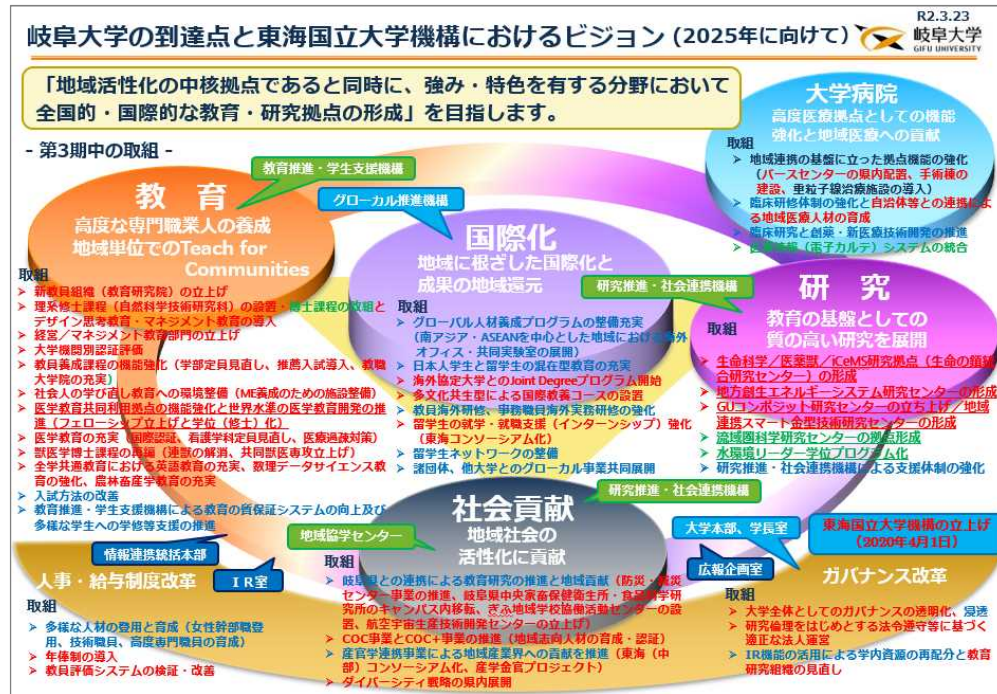 R2.3.23
岐阜大学の到達点と東海国立大学機構におけるビジョン (2025年に向けて)
岐阜大学
GIFU UNIVERSITY
「地域活性化の中核拠点であると同時に、強み・特色を有する分野において
全国的・国際的な教育・研究拠点の形成」を目指します。
- 第3期中の取組 -
教育推進・学生支援機構
教 育
高度な専門職業人の養成
地域単位でのTeach for
Communities
取組
➤ 新教員組織（教育研究院）の立上げ
➤ 理系修士課程（自然科学技術研究科）の設置・博士課程の改組と
デザイン思考教育・マネジメント教育の導入
➤ 経営／マネジメント教育部門の立上げ
➤ 大学機関別認証評価
➤ 教員養成課程の機能強化（学部定員見直し、推薦入試導入、教職
大学院の充実）
➤ 社会人の学び直し教育への環境整備（ME養成のための施設整備）
➤ 医学教育共同利用拠点の機能強化と世界水準の医学教育開発の推
進（フェローシップ立上げと学位（修士）化）
➤ 医学教育の充実（国際認証、看護学科定員見直し、医療過疎対策）
➤ 獣医学博士課程の再編（連獣の解消、共同獣医専攻立上げ）
➤ 全学共通教育における英語教育の充実、数理データサイエンス教
育の強化、農林畜産学教育の充実
➤ 入試方法の改善
➤ 教育推進・学生支援機構による教育の質保証システムの向上及び
多様な学生への学修等支援の推進
グローカル推進機構
国際化
地域に根ざした国際化と
成果の地域還元
取組
➤ グローバル人材養成プログラムの整備充実
（南アジア・ASEANを中心とした地域における海外
オフィス・共同実験室の展開）
➤ 日本人学生と留学生の混在型教育の充実
➤ 海外協定大学とのJoint Degreeプログラム開始
➤ 多文化共生型による国際教養コースの設置
➤ 教員海外研修、事務職員海外実務研修の強化
➤ 留学生の就学・就職支援（インターンシップ）強化
（東海コンソーシアム化）
➤ 留学生ネットワークの整備
➤ 諸団体、他大学とのグローカル事業共同展開
大学病院
高度医療拠点としての機能
強化と地域医療への貢献
取組
➤ 地域連携の基盤に立った拠点機能の強化
（バースセンターの県内配置、手術棟の
建設、重粒子線治療施設の導入）
➤ 臨床研修体制の強化と自治体等との連携によ
る地域医療人材の育成
➤ 臨床研究と創薬・新医療技術開発の推進
➤ 医療情報（電子カルテ）システムの統合
研究推進・社会連携機構
研 究
教育の基盤としての
質の高い研究を展開
取組
➤ 生命科学／医薬獣／iCeMS研究拠点（生命の鎖統
合研究センター）の形成
➤ 地方創生エネルギーシステム研究センターの形成
➤ GUコンポジット研究センターの立ち上げ／地域
連携スマート金型技術研究センターの形成
➤ 流域圏科学研究センターの拠点形成
➤ 水環境リーダー学位プログラム化
➤ 研究推進・社会連携機構による支援体制の強化
研究推進・社会連携機構
地域協学センター
社会貢献
地域社会の
活性化に貢献
取組
➤ 岐阜県との連携による教育研究の推進と地域貢献（防災・減災
センター事業の推進、岐阜県中央家畜保健衛生所・食品科学研
究所のキャンパス内移転、ぎふ地域学校協働活動センターの設
置、航空宇宙生産技術開発センターの立上げ）
➤ COC事業とCOC+事業の推進（地域志向人材の育成・認証）
➤ 産官学連携事業による地域産業界への貢献を推進（東海（中
部）コンソーシアム化、産学金官プロジェクト）
➤ ダイバーシティ戦略の県内展開
情報連携統括本部
ＩＲ室
人事・給与制度改革
取組
➤ 多様な人材の登用と育成（女性幹部職登
用、技術職員、高度専門職員の育成）
➤ 年俸制の導入
➤ 教員評価システムの検証・改善
大学本部、学長室
広報企画室
東海国立大学機構の立上げ
（2020年4月1日）
ガバナンス改革
取組
➤ 大学全体としてのガバナンスの透明化、浸透
➤ 研究倫理をはじめとする法令遵守等に基づく
適正な法人運営
➤ IR機能の活用による学内資源の再配分と教育
研究組織の見直し